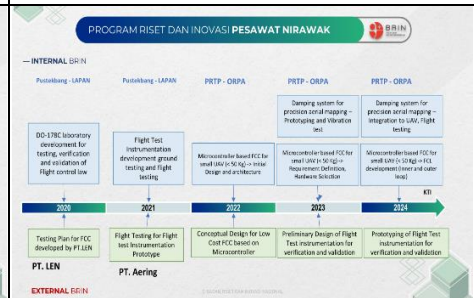 PROGRAM RISET DAN INOVASI PESAWAT NIRAWAK
BRIN
INTERNAL BRIN
Pustekbang - LAPAN
Pustekbang - LAPAN
PRTP - ORPA
PRTP - ORPA
PRTP - ORPA
DO-178C laboratory
development for
testing, verification
and validation of
Flight control law
Flight Test
Instrumentation
development ground
testing and flight
testing
Microcontroller based FCC for
small UAV (< 50 Kg) -> Initial
Design and architecture
Damping system for
precision aerial mapping –
Prototyping and Vibration
test
Microcontroller based FCC for
small UAV (< 50 Kg) ->
Requirement Definition,
Hardware Selection
Damping system for
precision aerial mapping –
Integration to UAV, Flight
testing
Microcontroller based FCC for
small UAV (< 50 Kg) -> FCL
development (inner and outer
loop)
KTI
2020
2021
2022
2023
2024
Testing Plan for FCC
developed by PT.LEN
Flight Testing for Flight
test Instrumentation
Prototype
Conceptual Design for Low
Cost FCC based on
Microcontroller
Preliminary Design of Flight
Test instrumentation for
verification and validation
Prototyping of Flight Test
instrumentation for
verification and validation
PT. LEN
PT. Aering
EXTERNAL BRIN